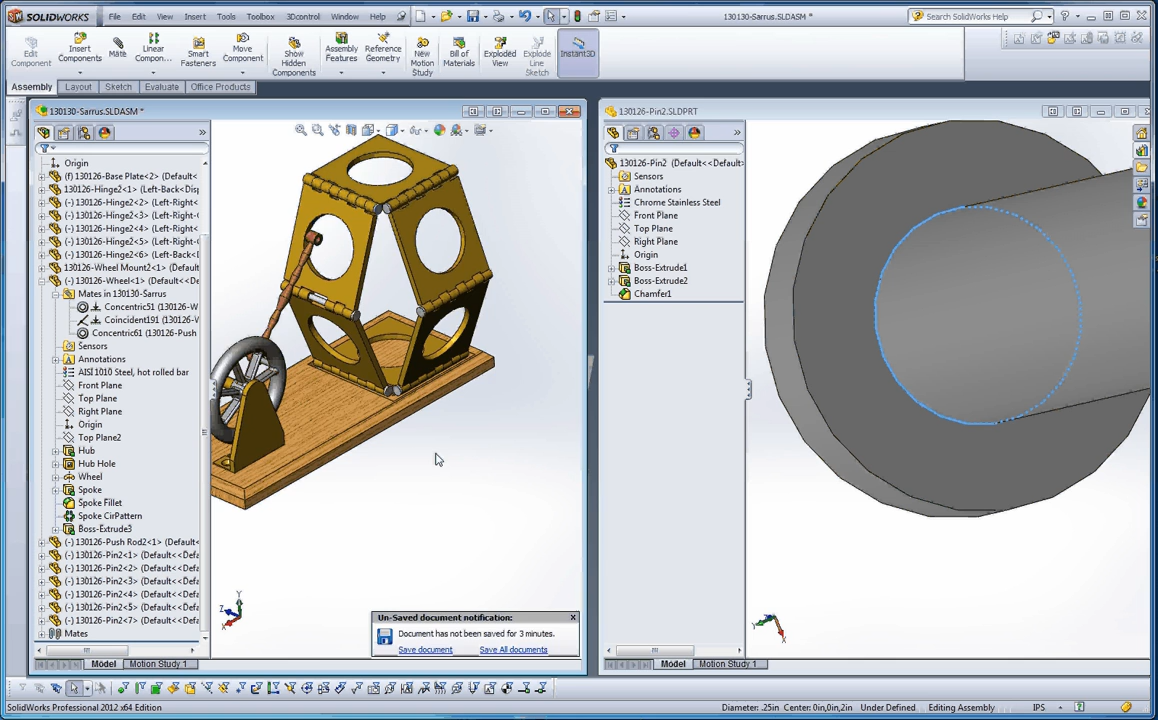 SOLIDWORKS File Edit View Insert Tools Toolbox 3Dcontrol Window Help 130130-Sarrus.SLDASM * Search SolidWorks Help
Edit Component
Insert Components
Mate
Linear Compon...
Smart Fasteners
Move Component
Show Hidden Components
Assembly Features
Reference Geometry
New Motion Study
Bill of Materials
Exploded View
Explode Line Sketch
Instant3D
Assembly Layout Sketch Evaluate Office Products
130130-Sarrus.SLDASM *
Origin
(f) 130126-Base Plate<2> (Default<
130126-Hinge2<1> (Left-Back<Disp
(-) 130126-Hinge2<2> (Left-Right<
(-) 130126-Hinge2<3> (Left-Right<
(-) 130126-Hinge2<4> (Left-Right<
(-) 130126-Hinge2<5> (Left-Right-C
(-) 130126-Hinge2<6> (Left-Back<D
130126-Wheel Mount2<1> (Default
(-) 130126-Wheel<1> (Default<<De
Mates in 130130-Sarrus
Concentric51 (130126-W
Coincident191 (130126-W
Concentric61 (130126-Push
Sensors
Annotations
AISI 1010 Steel, hot rolled bar
Front Plane
Top Plane
Right Plane
Origin
Top Plane2
Hub
Hub Hole
Wheel
Spoke
Spoke Fillet
Spoke CirPattern
Boss-Extrude3
(-) 130126-Push Rod2<1> (Default<
(-) 130126-Pin2<1> (Default<<Defa
(-) 130126-Pin2<2> (Default<<Defa
(-) 130126-Pin2<3> (Default<<Defa
(-) 130126-Pin2<4> (Default<<Defa
(-) 130126-Pin2<5> (Default<<Defa
(-) 130126-Pin2<7> (Default<<Defa
Mates
Model Motion Study 1
Un-Saved document notification:
Document has not been saved for 3 minutes.
Save document Save All documents
130126-Pin2.SLDPRT
130126-Pin2 (Default<<Default>
Sensors
Annotations
Chrome Stainless Steel
Front Plane
Top Plane
Right Plane
Origin
Boss-Extrude1
Boss-Extrude2
Chamfer1
Model Motion Study 1
SolidWorks Professional 2012 x64 Edition Diameter: .25in Center: 0in,0in,2in Under Defined Editing Assembly IPS